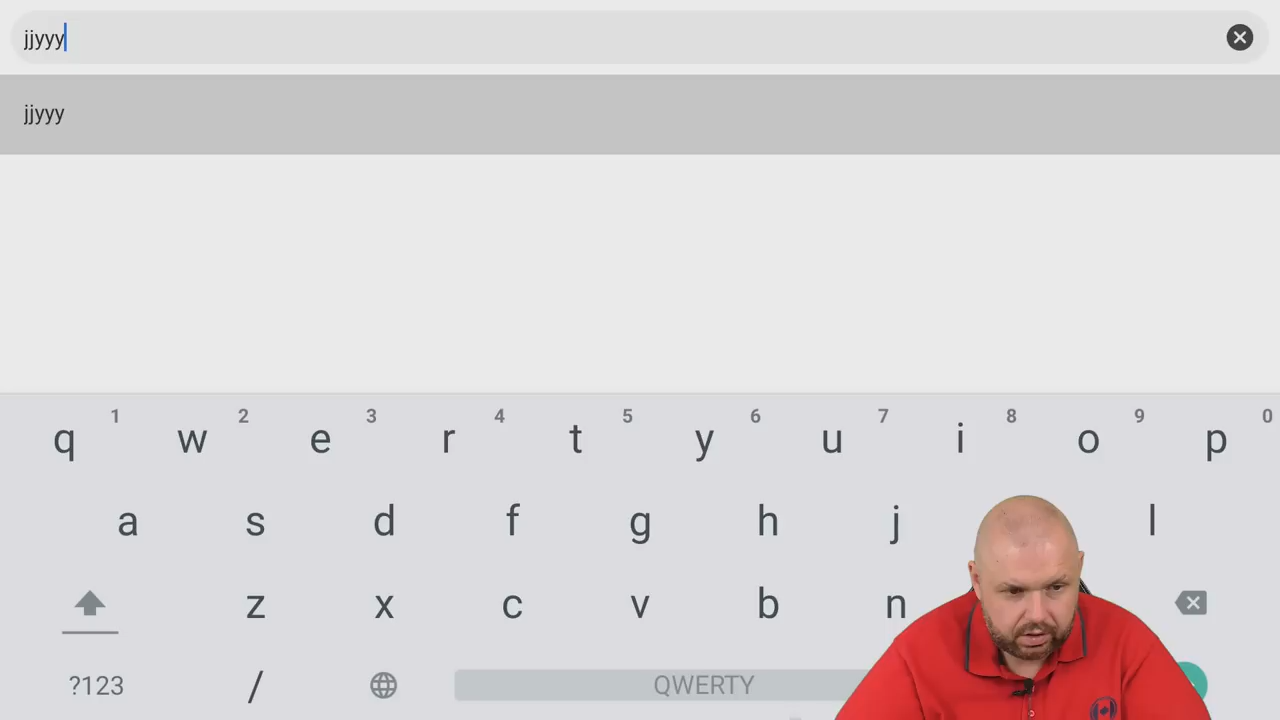 jjyyy
jjyyy
1 2 3 4 5 6 7 8 9 0
q w e r t y u i o p
a s d f g h j l
z x c v b n
?123 / QWERTY